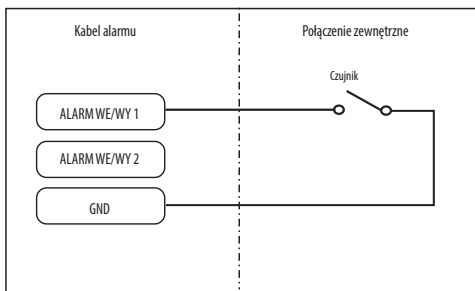 Kabel alarmu
Połączenie zewnętrzne
Czujnik
ALARM WE/WY 1
ALARM WE/WY 2
GND